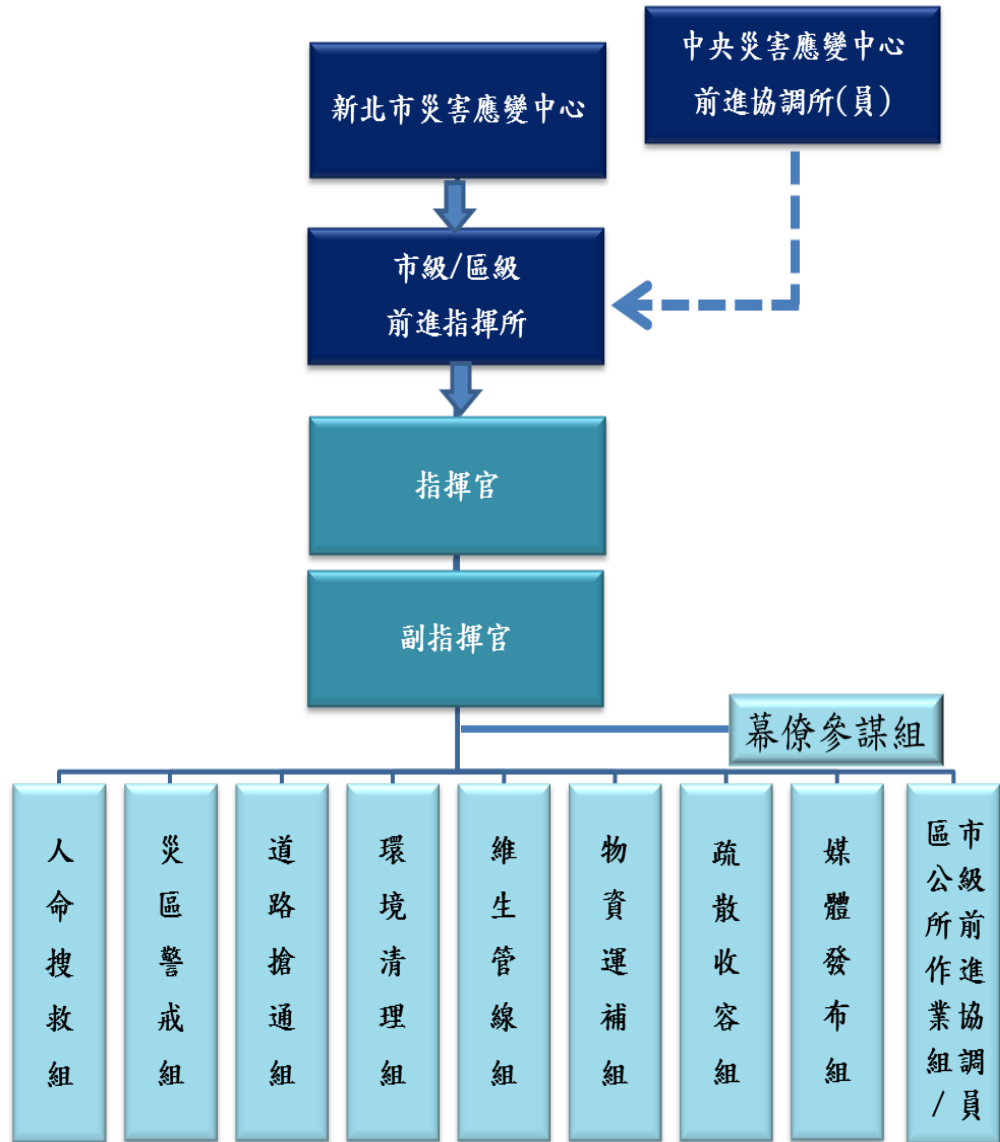 新北市災害應變中心
中央災害應變中心
前進協調所(員)
市級/區級
前進指揮所
指揮官
副指揮官
幕僚參謀組
人命搜救組
災區警戒組
道路搶通組
環境清理組
維生管線組
物資運補組
疏散收容組
媒體發布組
市級前進協調員
區公所作業組/